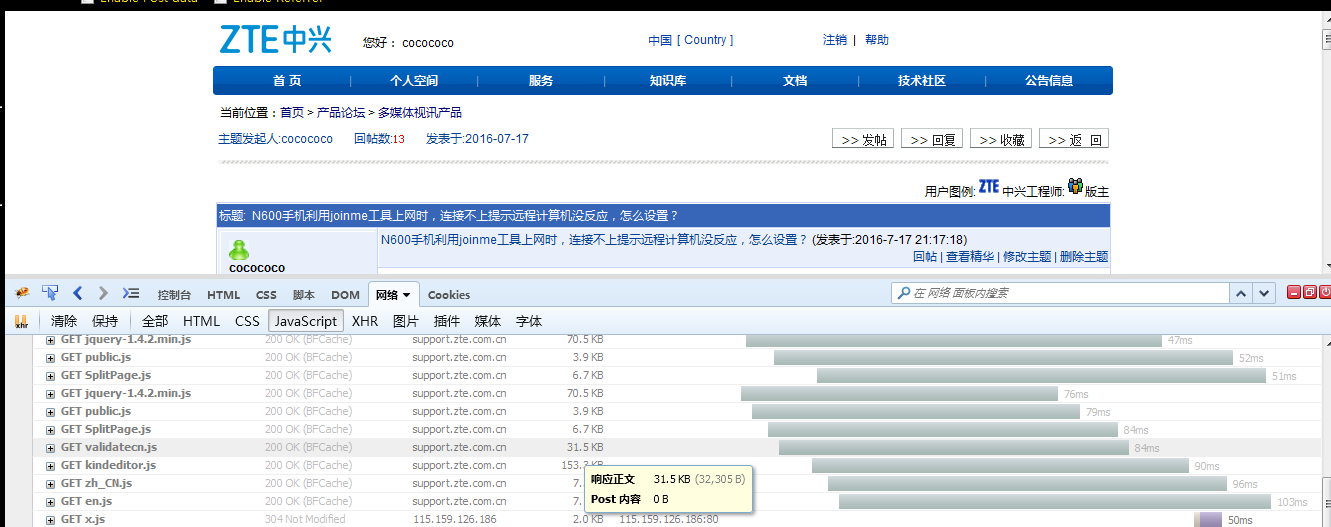 Enable Post data Enable Referrer
ZTE中兴 您好： cocococo 中国 [ Country ] 注销 | 帮助
首 页 | 个人空间 | 服务 | 知识库 | 文档 | 技术社区 | 公告信息
当前位置：首页 > 产品论坛 > 多媒体视讯产品
主题发起人:cocococo 回帖数:13 发表于:2016-07-17 >> 发帖 >> 回复 >> 收藏 >> 返 回
用户图例: ZTE 中兴工程师: 版主
标题: N600手机利用joinme工具上网时，连接不上提示远程计算机没反应，怎么设置？
N600手机利用joinme工具上网时，连接不上提示远程计算机没反应，怎么设置？ (发表于:2016-7-17 21:17:18)
回帖 | 查看精华 | 修改主题 | 删除主题
cocococo
控制台 HTML CSS 脚本 DOM 网络 Cookies 在 网络 面板内搜索
xhr 清除 保持 全部 HTML CSS JavaScript XHR 图片 插件 媒体 字体
GET jquery-1.4.2.min.js 200 OK (BFCache) support.zte.com.cn 70.5 KB 47ms
GET public.js 200 OK (BFCache) support.zte.com.cn 3.9 KB 52ms
GET SplitPage.js 200 OK (BFCache) support.zte.com.cn 6.7 KB 51ms
GET jquery-1.4.2.min.js 200 OK (BFCache) support.zte.com.cn 70.5 KB 76ms
GET public.js 200 OK (BFCache) support.zte.com.cn 3.9 KB 79ms
GET SplitPage.js 200 OK (BFCache) support.zte.com.cn 6.7 KB 84ms
GET validatecn.js 200 OK (BFCache) support.zte.com.cn 31.5 KB 84ms
GET kindeditor.js 200 OK (BFCache) support.zte.com.cn 153.3 KB 90ms
响应正文 31.5 KB (32,305 B)
GET zh_CN.js 200 OK (BFCache) support.zte.com.cn 7. 96ms
Post 内容 0 B
GET en.js 200 OK (BFCache) support.zte.com.cn 7. 103ms
GET x.js 304 Not Modified 115.159.126.186 2.0 KB 115.159.126.186:80 50ms